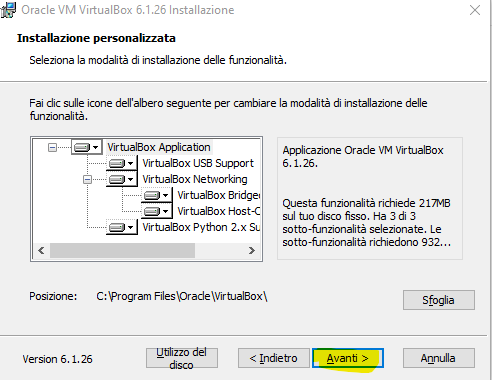 Oracle VM VirtualBox 6.1.26 Installazione
Installazione personalizzata
Seleziona la modalità di installazione delle funzionalità.
Fai clic sulle icone dell'albero seguente per cambiare la modalità di installazione delle
funzionalità.
VirtualBox Application
VirtualBox USB Support
VirtualBox Networking
VirtualBox Bridged
VirtualBox Host-O
VirtualBox Python 2.x Su
Applicazione Oracle VM VirtualBox
6.1.26.
Questa funzionalità richiede 217MB
sul tuo disco fisso. Ha 3 di 3
sotto-funzionalità selezionate. Le
sotto-funzionalità richiedono 932...
Posizione: C:\Program Files\Oracle\VirtualBox\
Sfoglia
Version 6.1.26
Utilizzo del
disco
< Indietro
Avanti >
Annulla